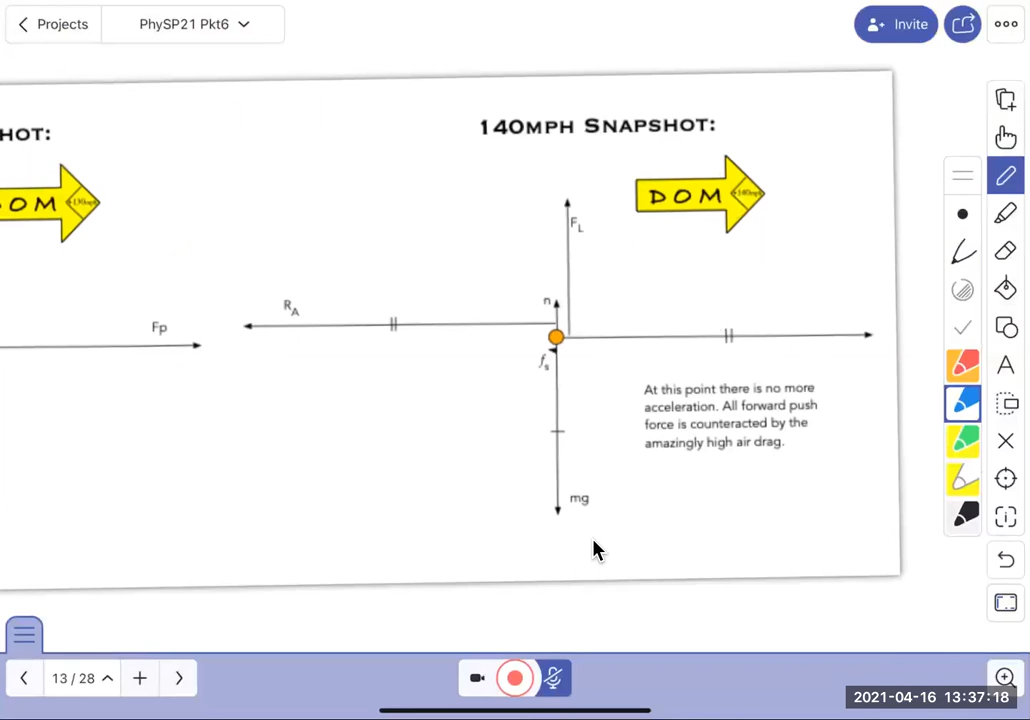 Projects
PhySP21 Pkt6
Invite
HOT:
140MPH SNAPSHOT:
OM
+130mph
DOM
+140mph
FL
RA
n
Fp
fs
At this point there is no more
acceleration. All forward push
force is counteracted by the
amazingly high air drag.
mg
A
13 / 28
2021-04-16 13:37:18